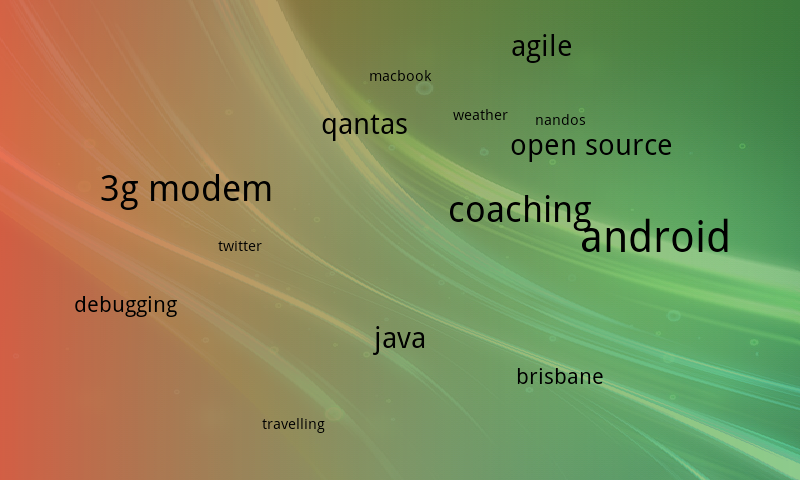 agile
macbook
weather
nandos
qantas
open source
3g modem
coaching
android
twitter
debugging
java
brisbane
travelling